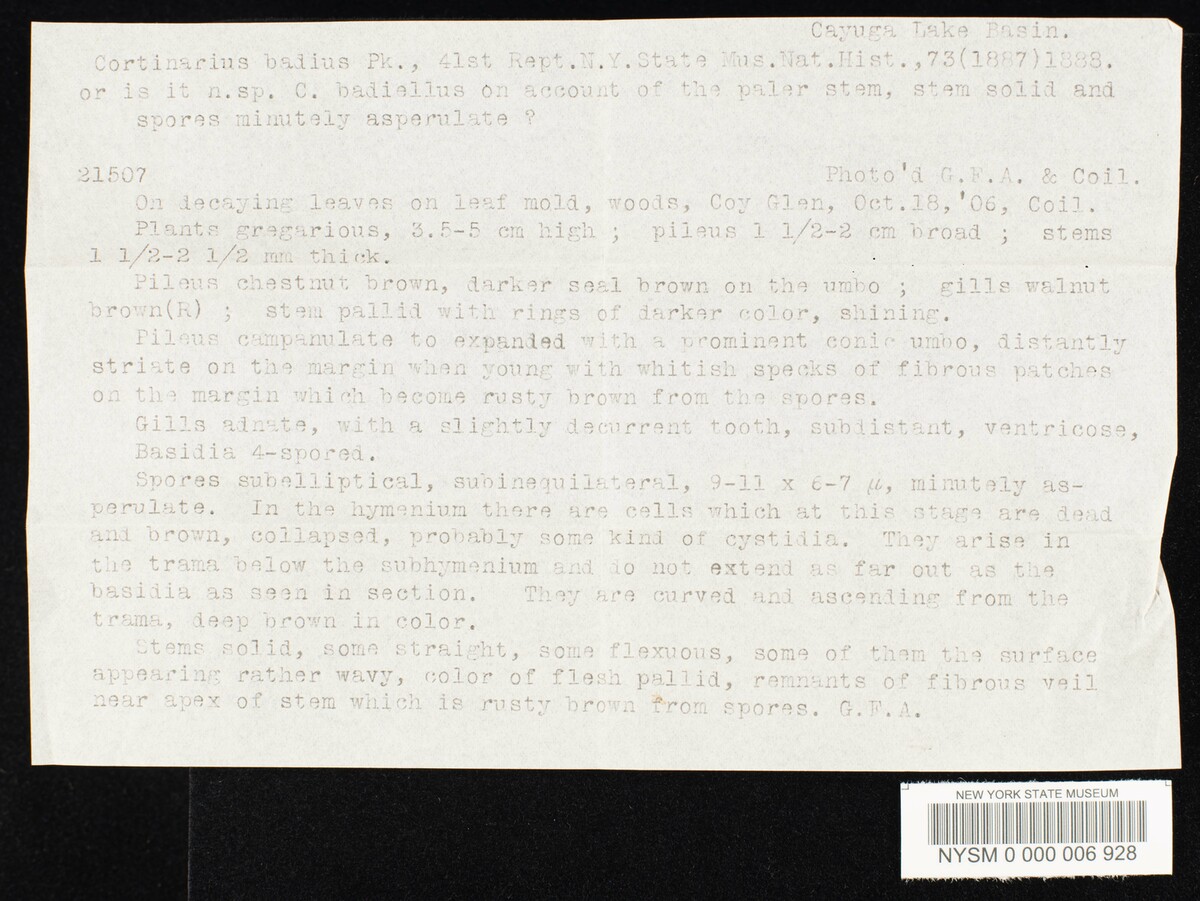 Cayuga Lake Basin.
Cortinarius badius Pk., 41st Rept.N.Y.State Mus.Nat.Hist.,73(1887)1888.
or is it n.sp. C. badiellus on account of the paler stem, stem solid and
spores minutely asperulate ?
21507 Photo'd G.F.A. & Coil.
On decaying leaves on leaf mold, woods, Coy Glen, Oct.18,'06, Coil.
Plants gregarious, 3.5-5 cm high ; pileus 1 1/2-2 cm broad ; stems
1 1/2-2 1/2 mm thick.
Pileus chestnut brown, darker seal brown on the umbo ; gills walnut
brown(R) ; stem pallid with rings of darker color, shining.
Pileus campanulate to expanded with a prominent conic umbo, distantly
striate on the margin when young with whitish specks of fibrous patches
on the margin which become rusty brown from the spores.
Gills adnate, with a slightly decurrent tooth, subdistant, ventricose,
Basidia 4-spored.
Spores subelliptical, subinequilateral, 9-11 x 6-7 µ, minutely as-
perulate. In the hymenium there are cells which at this stage are dead
and brown, collapsed, probably some kind of cystidia. They arise in
the trama below the subhymenium and do not extend as far out as the
basidia as seen in section. They are curved and ascending from the
trama, deep brown in color.
Stems solid, some straight, some flexuous, some of them the surface
appearing rather wavy, color of flesh pallid, remnants of fibrous veil
near apex of stem which is rusty brown from spores. G.F.A.
NEW YORK STATE MUSEUM
NYSM 0 000 006 928